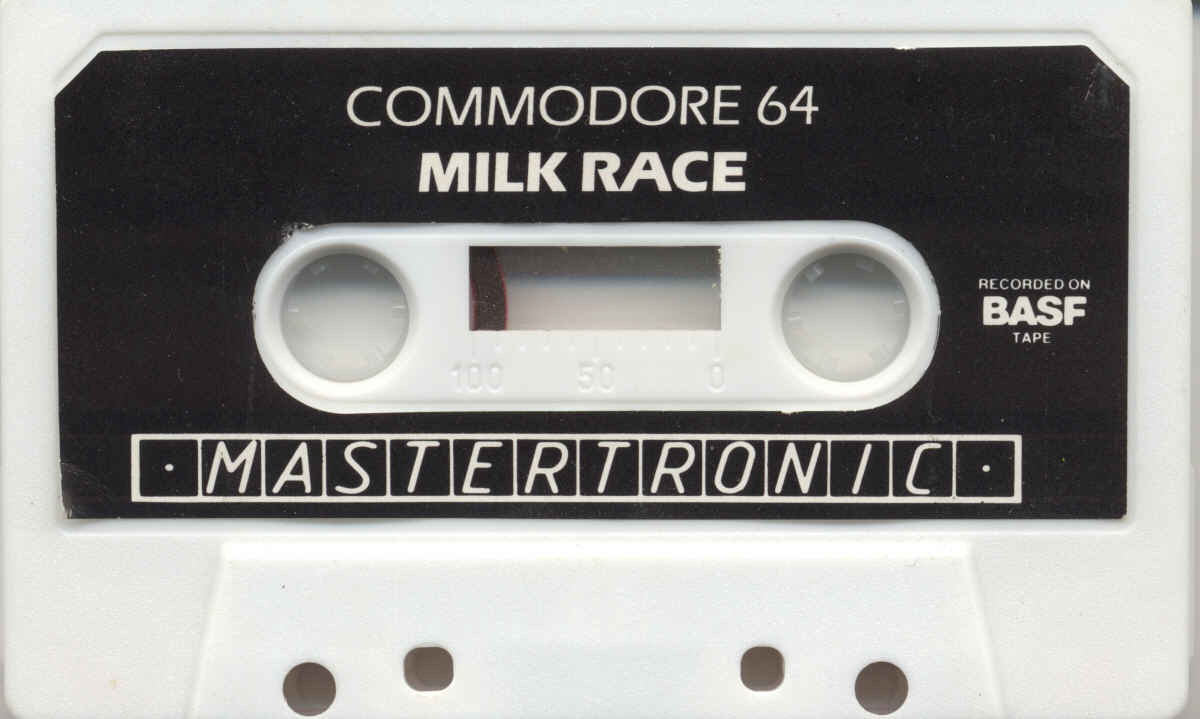 COMMODORE 64
MILK RACE
RECORDED ON
BASF
TAPE
100 50 0
·MASTERTRONIC·